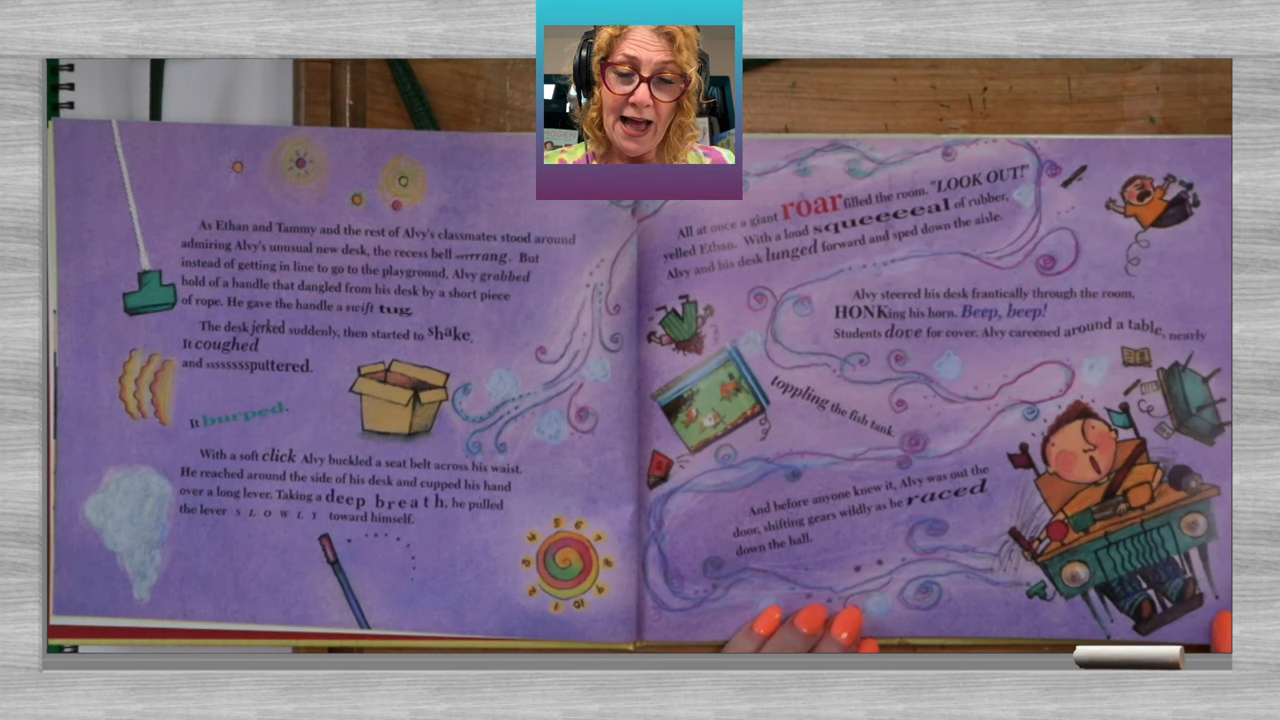 As Ethan and Tammy and the rest of Alvy's classmates stood around
admiring Alvy's unusual new desk, the recess bell arrrrrang. But
instead of getting in line to go to the playground, Alvy grabbed
hold of a handle that dangled from his desk by a short piece
of rope. He gave the handle a swift tug.
The desk jerked suddenly, then started to shake.
It coughed
and sssssssputtered.
It burped.
With a soft click Alvy buckled a seat belt across his waist.
He reached around the side of his desk and cupped his hand
over a long lever. Taking a deep breath, he pulled
the lever SLOWLY toward himself.
All at once a giant roar filled the room. "LOOK OUT!"
yelled Ethan. With a loud squeeeeeal of rubber,
Alvy and his desk lunged forward and sped down the aisle.
Alvy steered his desk frantically through the room,
HONKing his horn. Beep, beep!
Students dove for cover. Alvy careened around a table, nearly
toppling the fish tank.
And before anyone knew it, Alvy was out the
door, shifting gears wildly as he raced
down the hall.